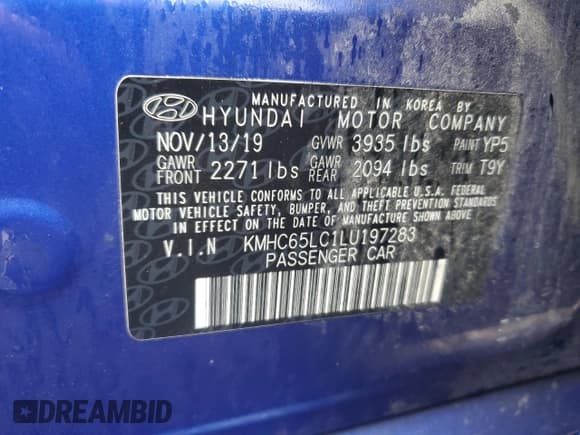 MANUFACTURED IN KOREA BY
HYUNDAI MOTOR COMPANY
NOV/13/19 GVWR 3935 lbs PAINT YP5
GAWR FRONT 2271 lbs GAWR REAR 2094 lbs TRIM T9Y
THIS VEHICLE CONFORMS TO ALL APPLICABLE U.S.A. FEDERAL
MOTOR VEHICLE SAFETY, BUMPER, AND THEFT PREVENTION STANDARDS
IN EFFECT ON THE DATE OF MANUFACTURE SHOWN ABOVE.
V.I.N KMHC65LC1LU197283
PASSENGER CAR
DREAMBID